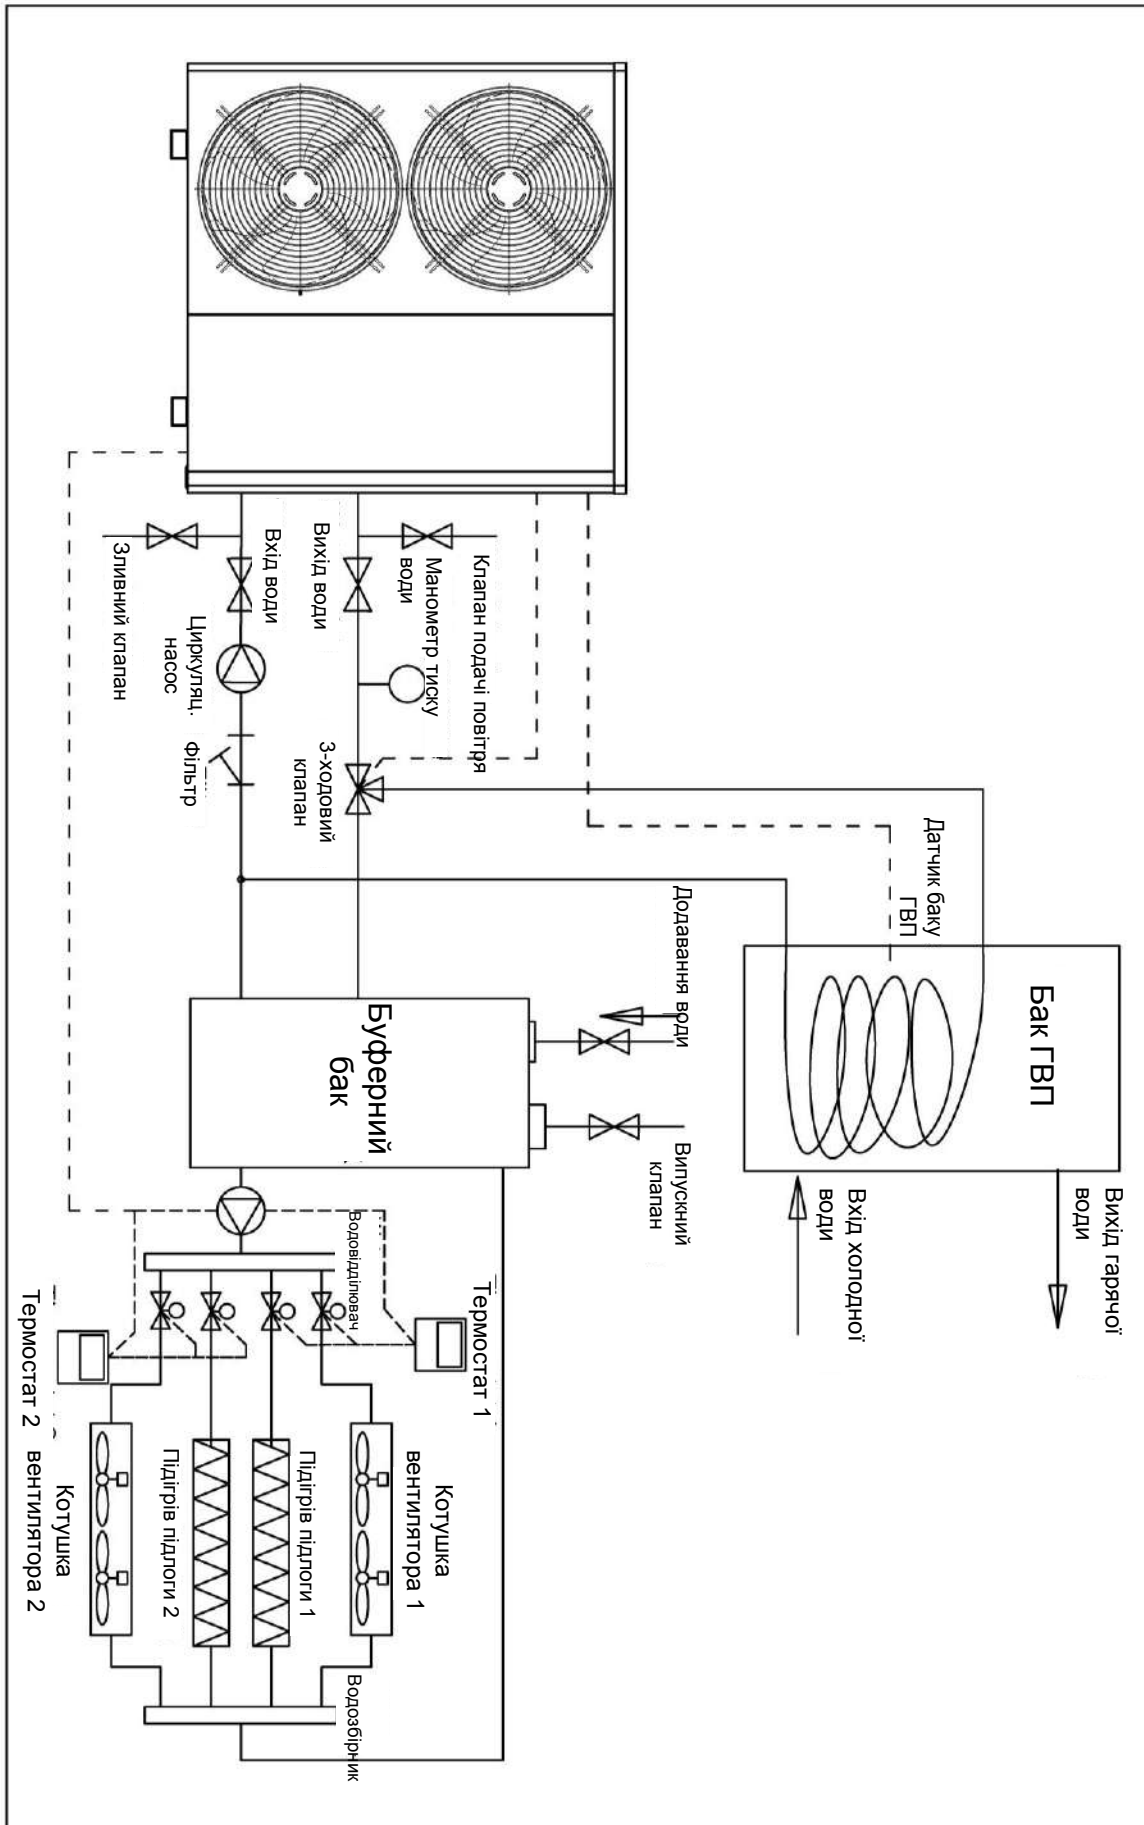 Бак ГВП
Вихід гарячої
води
Вхід холодної
води
Датчик баку
ГВП
Додавання води
Випускний
клапан
Клапан подачі повітря
Манометр тиску
води
Вихід води
3-ходовий
клапан
Вхід води
Циркуляц.
насос
Фільтр
Зливний клапан
Буферний
бак
Водовідділювач
Термостат 1
Термостат 2
Котушка
вентилятора 1
Підігрів підлоги 1
Підігрів підлоги 2
Котушка
вентилятора 2
Водозбірник